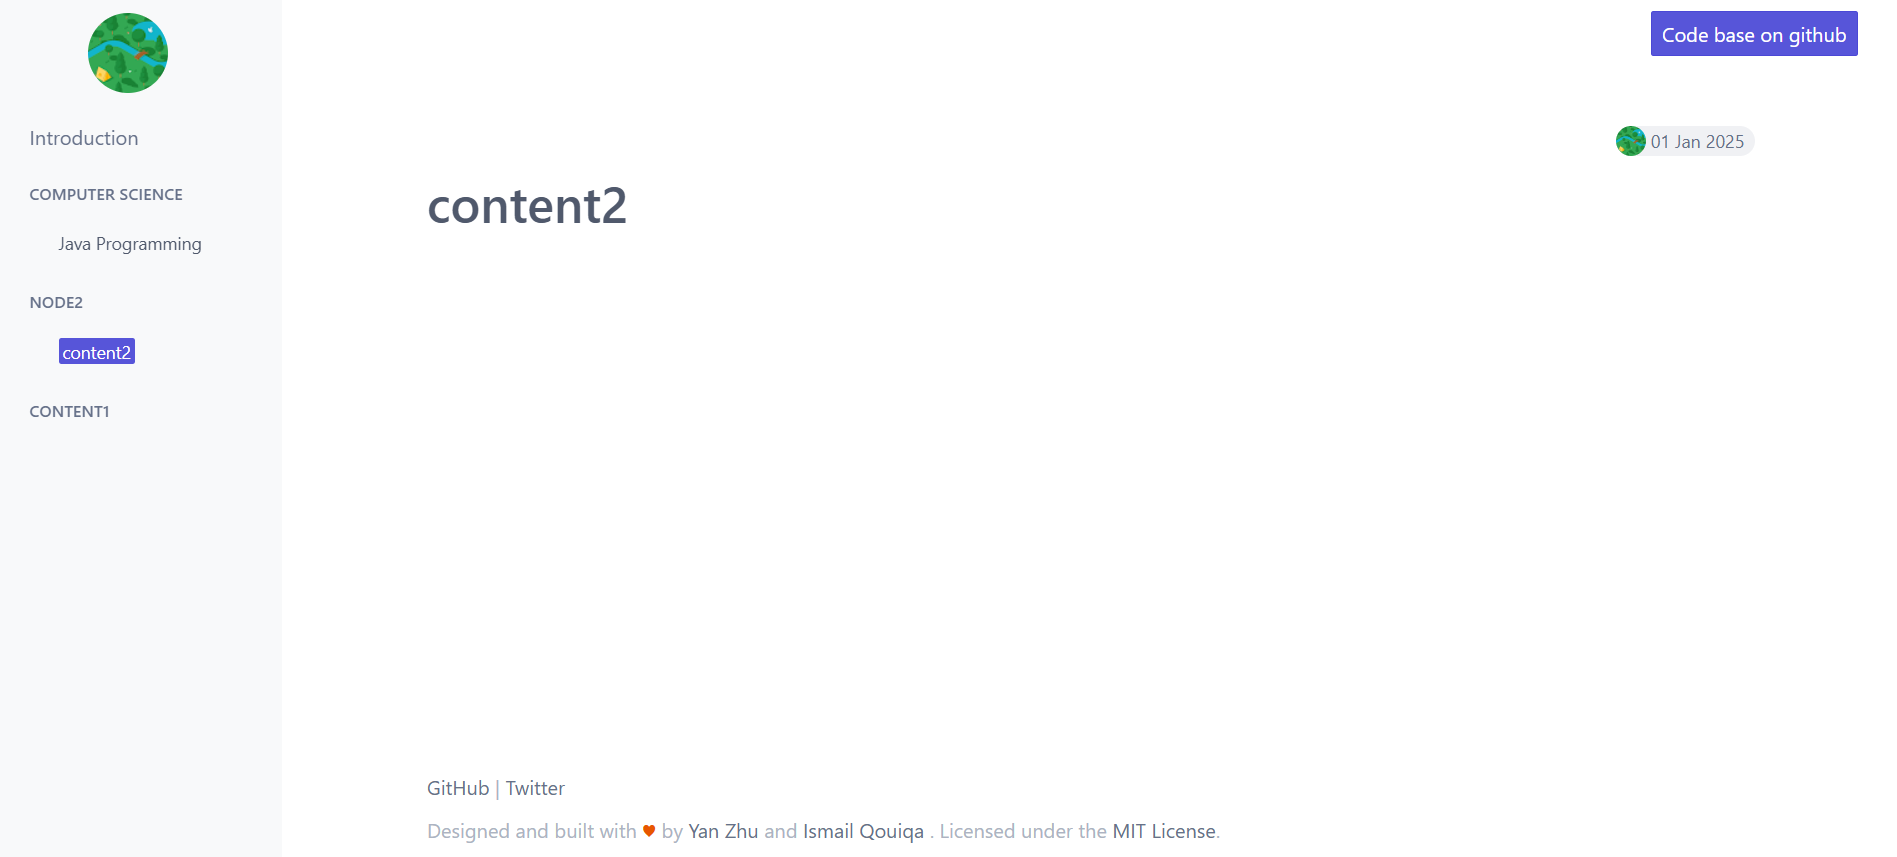 Code base on github
Introduction
COMPUTER SCIENCE
Java Programming
NODE2
content2
CONTENT1
01 Jan 2025
content2
GitHub | Twitter
Designed and built with ♥ by Yan Zhu and Ismail Qouiqa . Licensed under the MIT License.